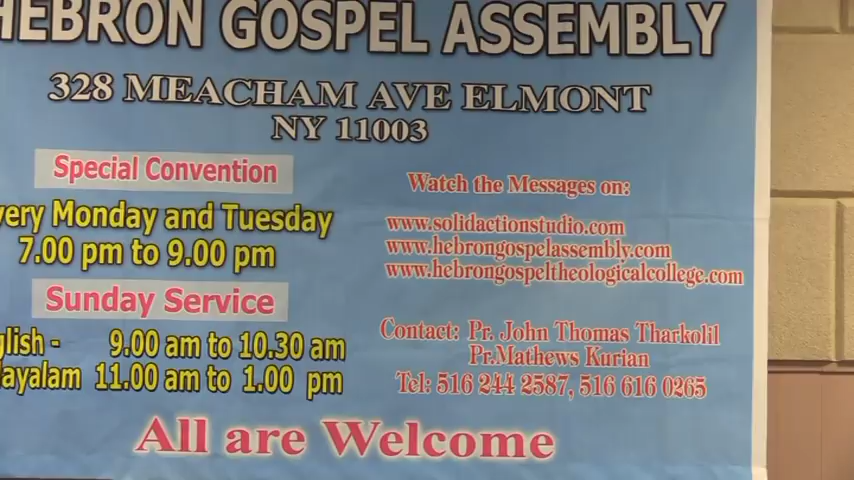 HEBRON GOSPEL ASSEMBLY
328 MEACHAM AVE ELMONT
NY 11003
Special Convention
very Monday and Tuesday
7.00 pm to 9.00 pm
Sunday Service
glish - 9.00 am to 10.30 am
ayalam 11.00 am to 1.00 pm
Watch the Messages on:
www.solidactionstudio.com
www.hebrongospelassembly.com
www.hebrongospeltheologicalcollege.com
Contact: Pr. John Thomas Tharkolil
Pr.Mathews Kurian
Tel: 516 244 2587, 516 616 0265
All are Welcome